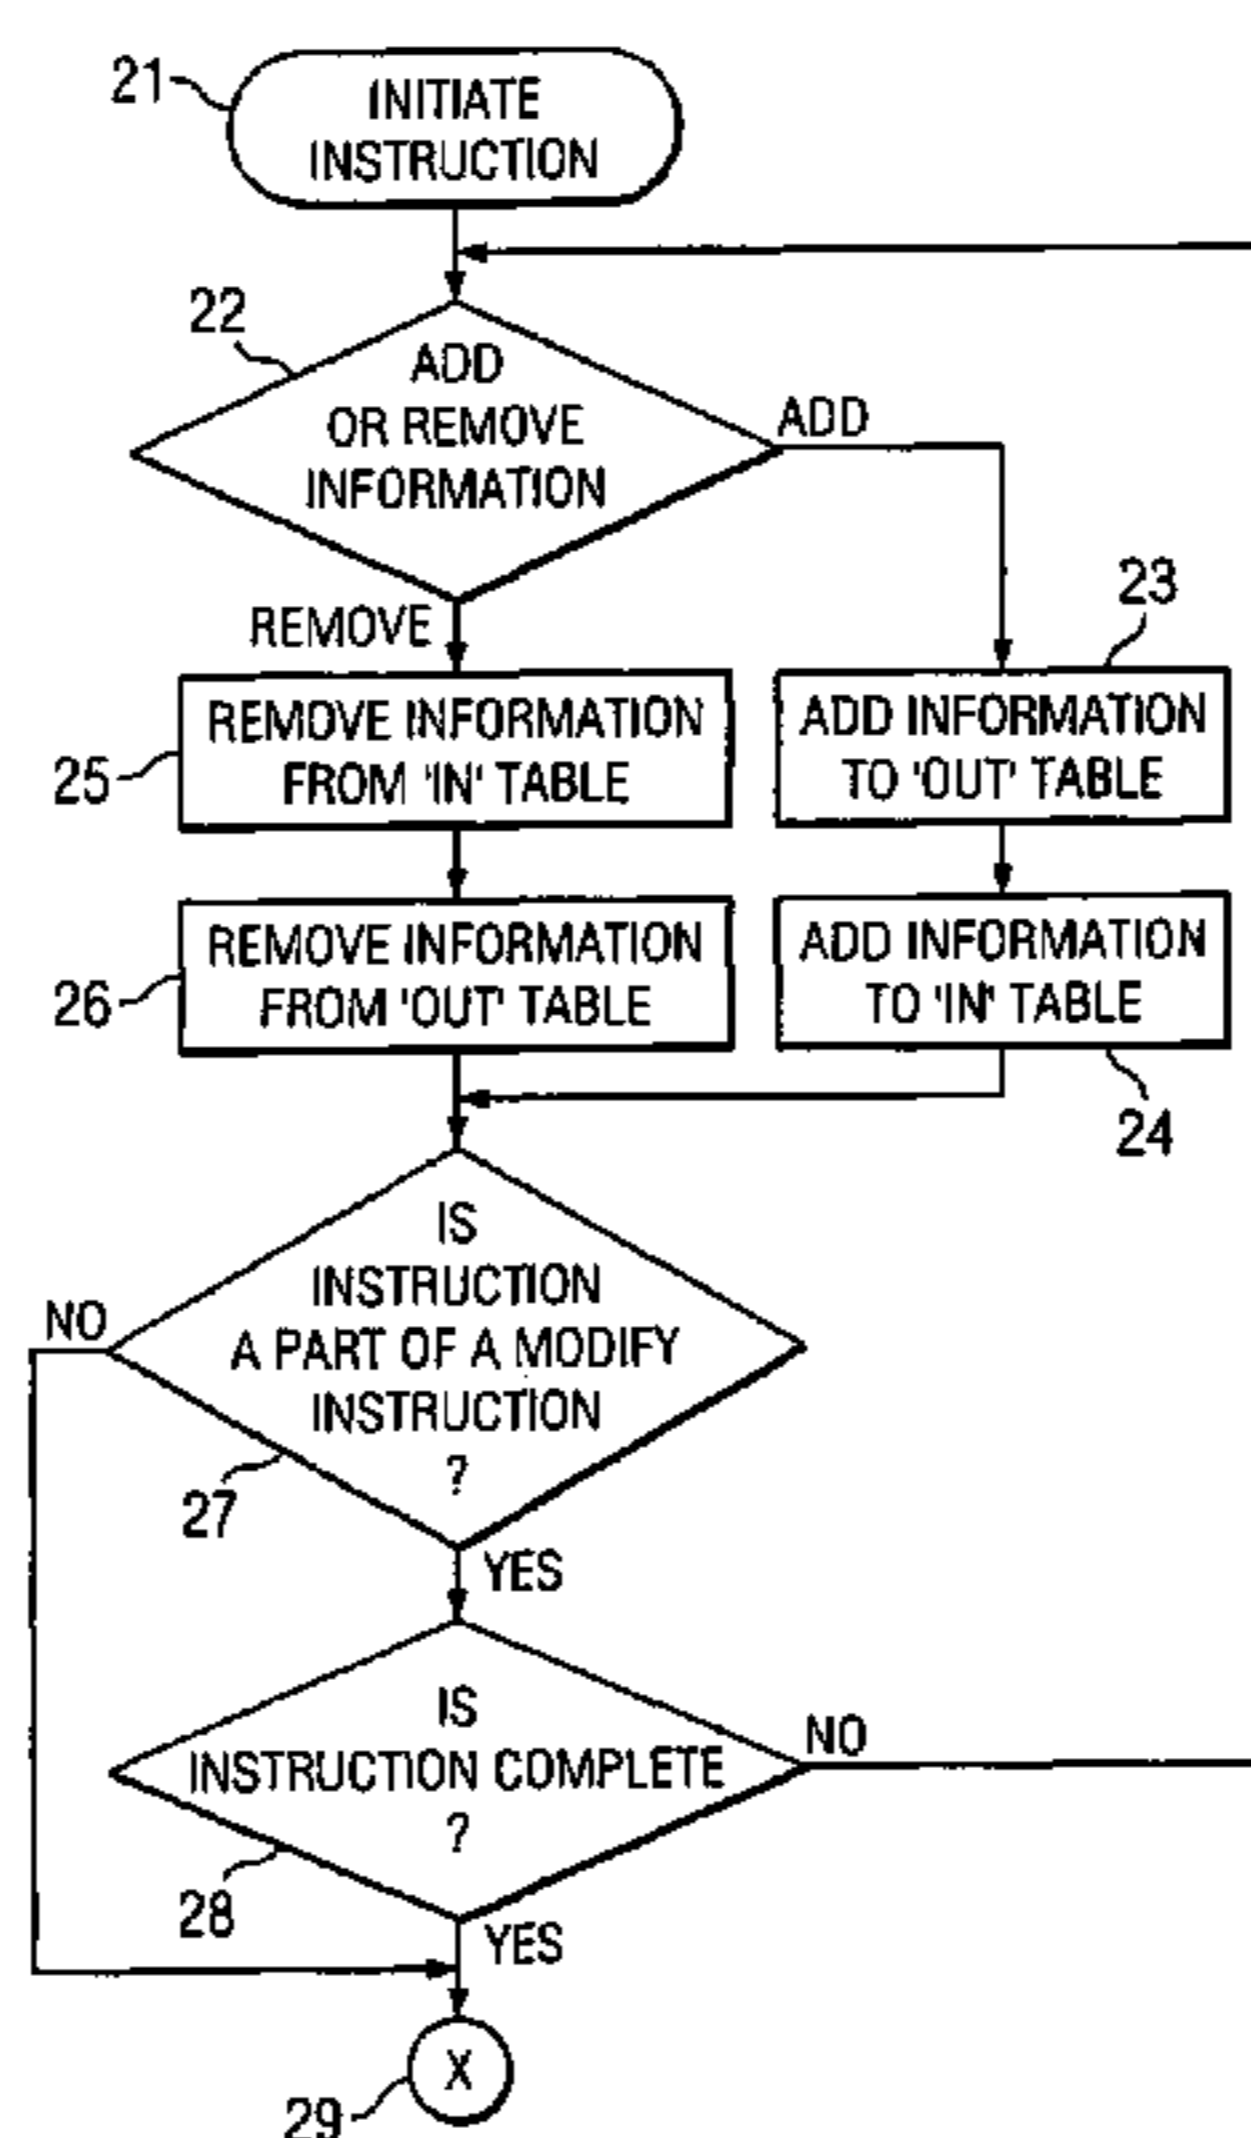 21
INITIATE
INSTRUCTION
22
ADD
OR REMOVE
INFORMATION
ADD
REMOVE
23
25
REMOVE INFORMATION
FROM 'IN' TABLE
ADD INFORMATION
TO 'OUT' TABLE
26
REMOVE INFORMATION
FROM 'OUT' TABLE
ADD INFORMATION
TO 'IN' TABLE
24
IS
INSTRUCTION
A PART OF A MODIFY
INSTRUCTION
?
NO
27
YES
IS
INSTRUCTION COMPLETE
?
NO
28
YES
X
29